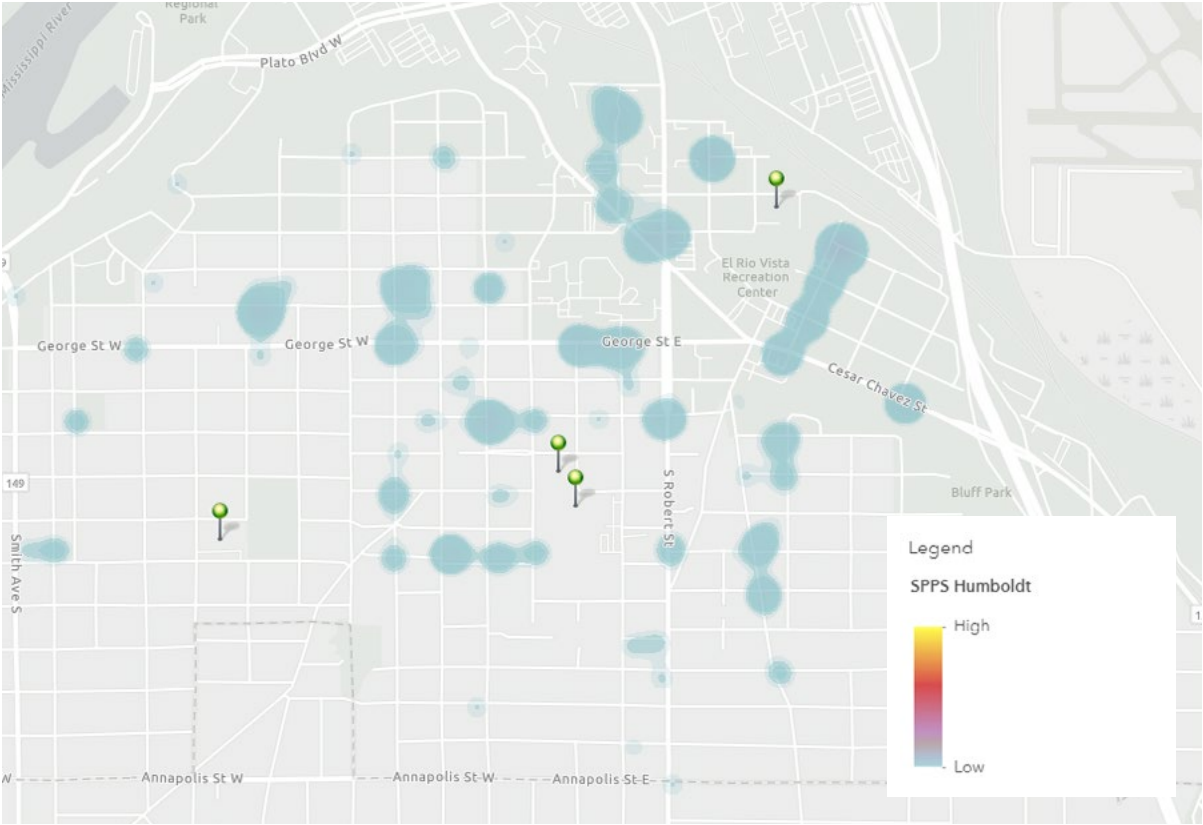 Regional
Park
Mississippi River
Plato Blvd W
El Rio Vista
Recreation
Center
George St W
George St W
George St E
Cesar Chavez St
149
S Robert St
Bluff Park
Smith Ave S
Legend
SPPS Humboldt
High
Low
Annapolis St W
Annapolis St W
Annapolis St E